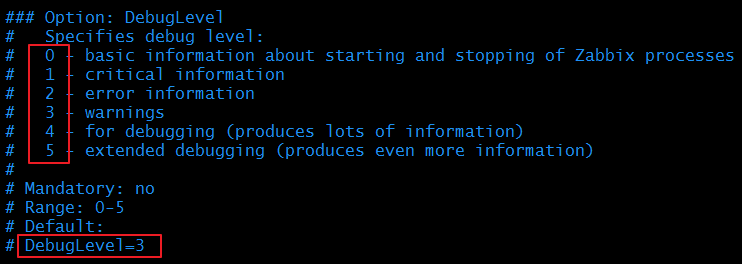 ### Option: DebugLevel
#   Specifies debug level:
#   0 - basic information about starting and stopping of Zabbix processes
#   1 - critical information
#   2 - error information
#   3 - warnings
#   4 - for debugging (produces lots of information)
#   5 - extended debugging (produces even more information)
#
# Mandatory: no
# Range: 0-5
# Default:
# DebugLevel=3